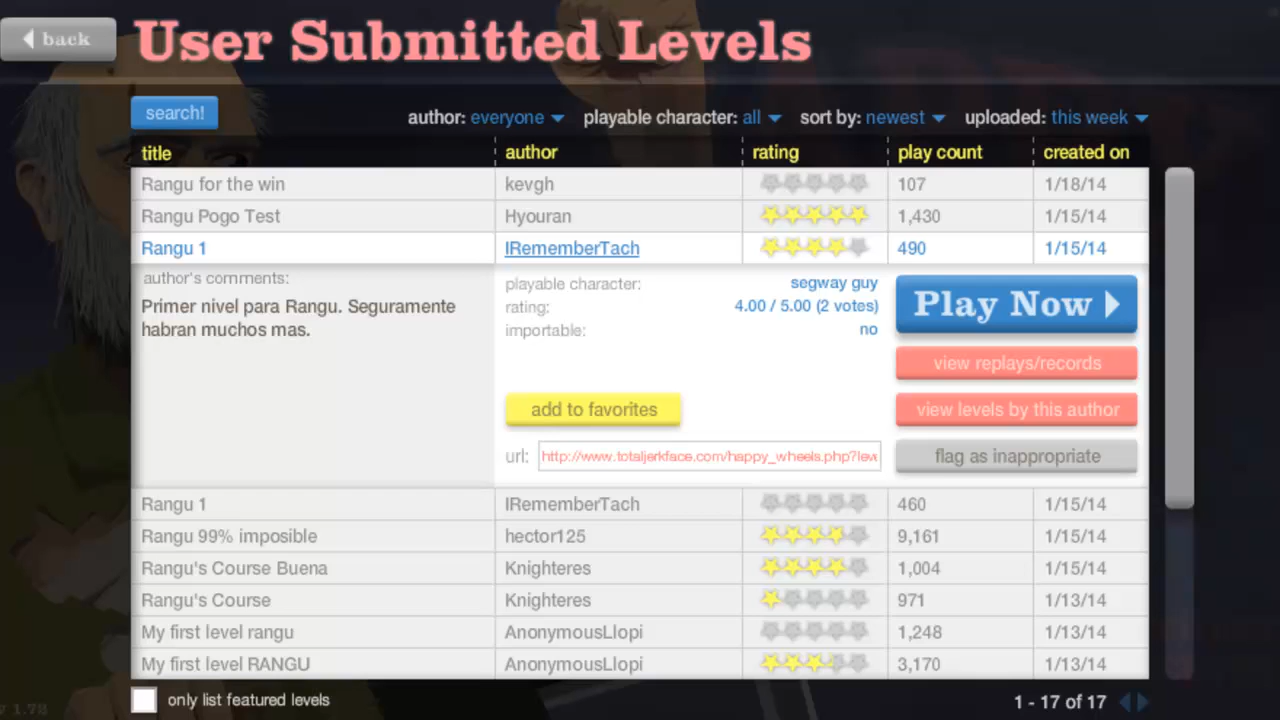 back
User Submitted Levels
search!
author: everyone playable character: all sort by: newest uploaded: this week
title author rating play count created on
Rangu for the win kevgh 107 1/18/14
Rangu Pogo Test Hyouran 1,430 1/15/14
Rangu 1 IRememberTach 490 1/15/14
author's comments:
Primer nivel para Rangu. Seguramente
habran muchos mas.
playable character: segway guy
rating: 4.00 / 5.00 (2 votes)
importable: no
add to favorites
url: http://www.totaljerkface.com/happy_wheels.php?lev
Play Now
view replays/records
view levels by this author
flag as inappropriate
Rangu 1 IRememberTach 460 1/15/14
Rangu 99% imposible hector125 9,161 1/15/14
Rangu's Course Buena Knighteres 1,004 1/15/14
Rangu's Course Knighteres 971 1/13/14
My first level rangu AnonymousLlopi 1,248 1/13/14
My first level RANGU AnonymousLlopi 3,170 1/13/14
only list featured levels 1 - 17 of 17